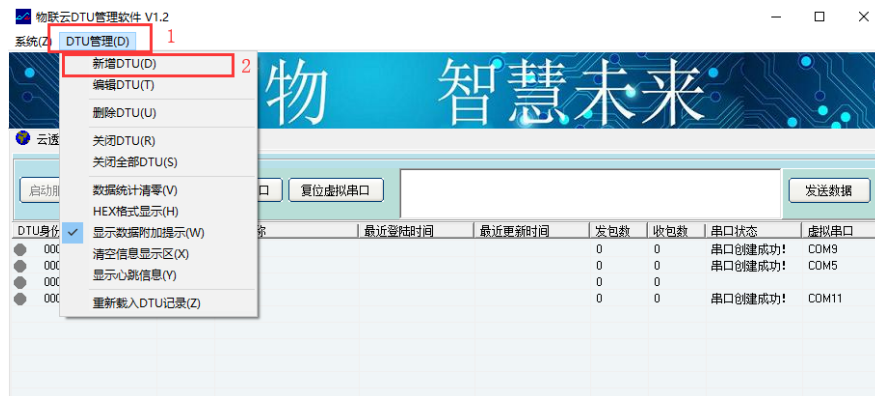 物联云DTU管理软件 V1.2
系统(Z) DTU管理(D) 1
新增DTU(D) 2
编辑DTU(T)
删除DTU(U)
关闭DTU(R)
关闭全部DTU(S)
数据统计清零(V)
HEX格式显示(H)
显示数据附加提示(W)
清空信息显示区(X)
显示心跳信息(Y)
重新载入DTU记录(Z)
物 智慧未来
云透
启动 口 复位虚拟串口 发送数据
DTU身份 称 最近登陆时间 最近更新时间 发包数 收包数 串口状态 虚拟串口
000 0 0 串口创建成功! COM9
000 0 0 串口创建成功! COM5
000 0 0
000 0 0 串口创建成功! COM11